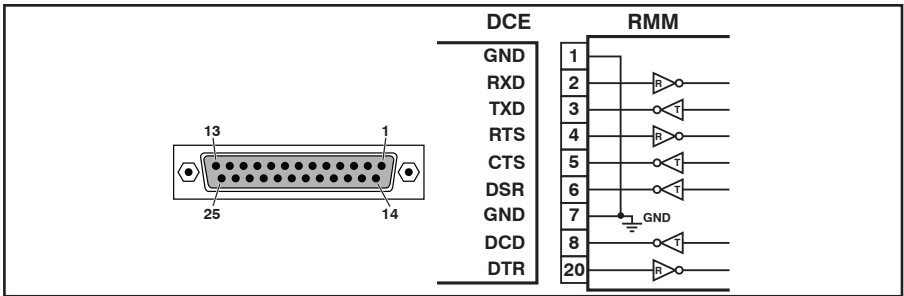 DCE RMM
GND 1
RXD 2 R
TXD 3 T
RTS 4 R
CTS 5 T
DSR 6 T
GND 7 GND
DCD 8 T
DTR 20 R
13 1
25 14